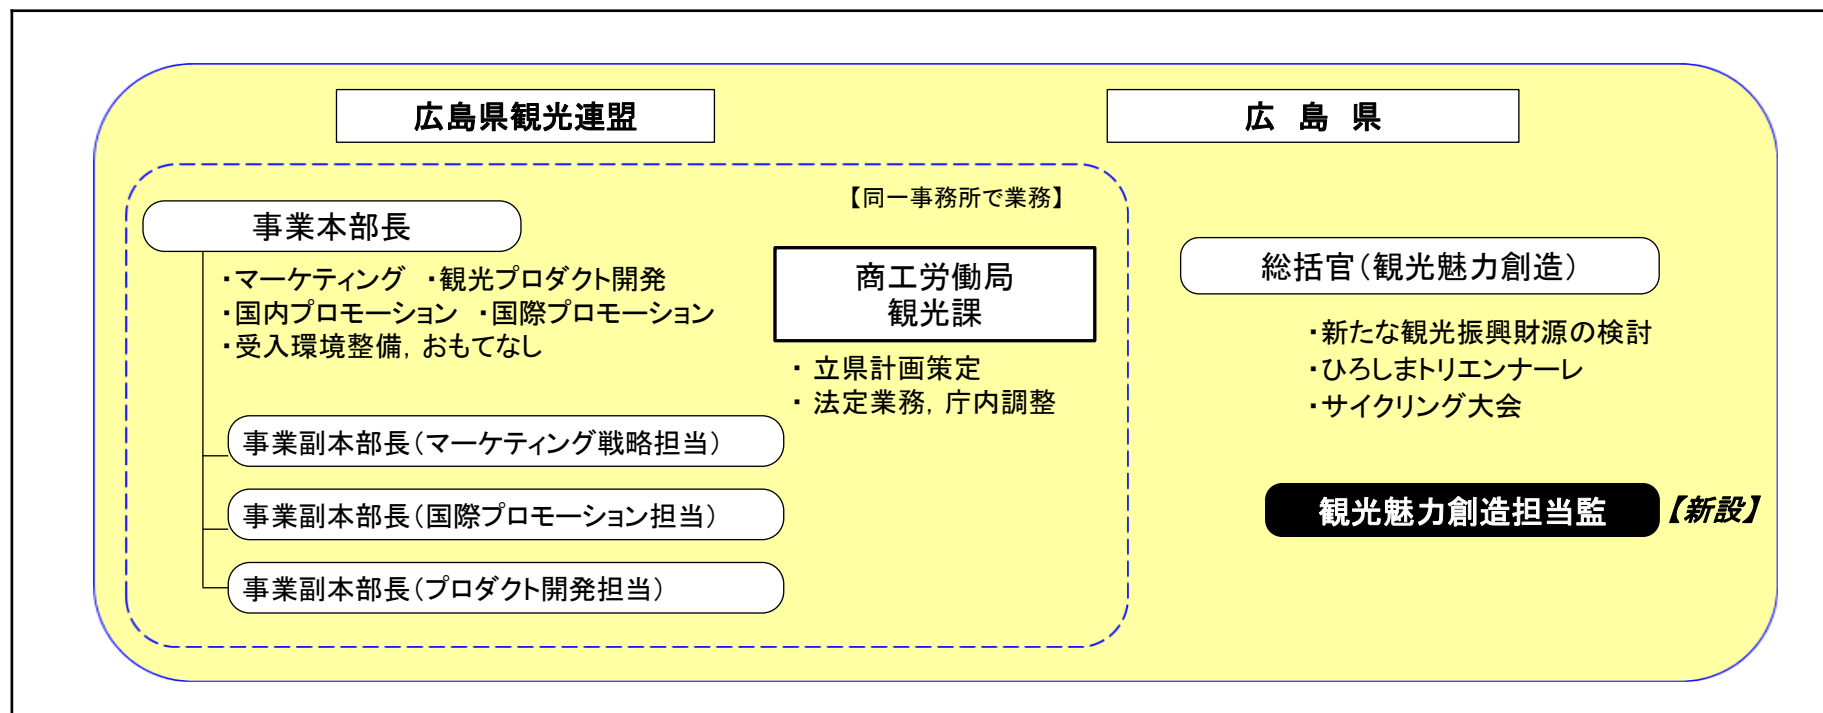 広島県観光連盟
広 島 県
【同一事務所で業務】
事業本部長
・マーケティング ・観光プロダクト開発
・国内プロモーション ・国際プロモーション
・受入環境整備，おもてなし
商工労働局
観光課
・ 立県計画策定
・ 法定業務，庁内調整
事業副本部長（マーケティング戦略担当）
事業副本部長（国際プロモーション担当）
事業副本部長（プロダクト開発担当）
総括官（観光魅力創造）
・新たな観光振興財源の検討
・ひろしまトリエンナーレ
・サイクリング大会
観光魅力創造担当監 【新設】